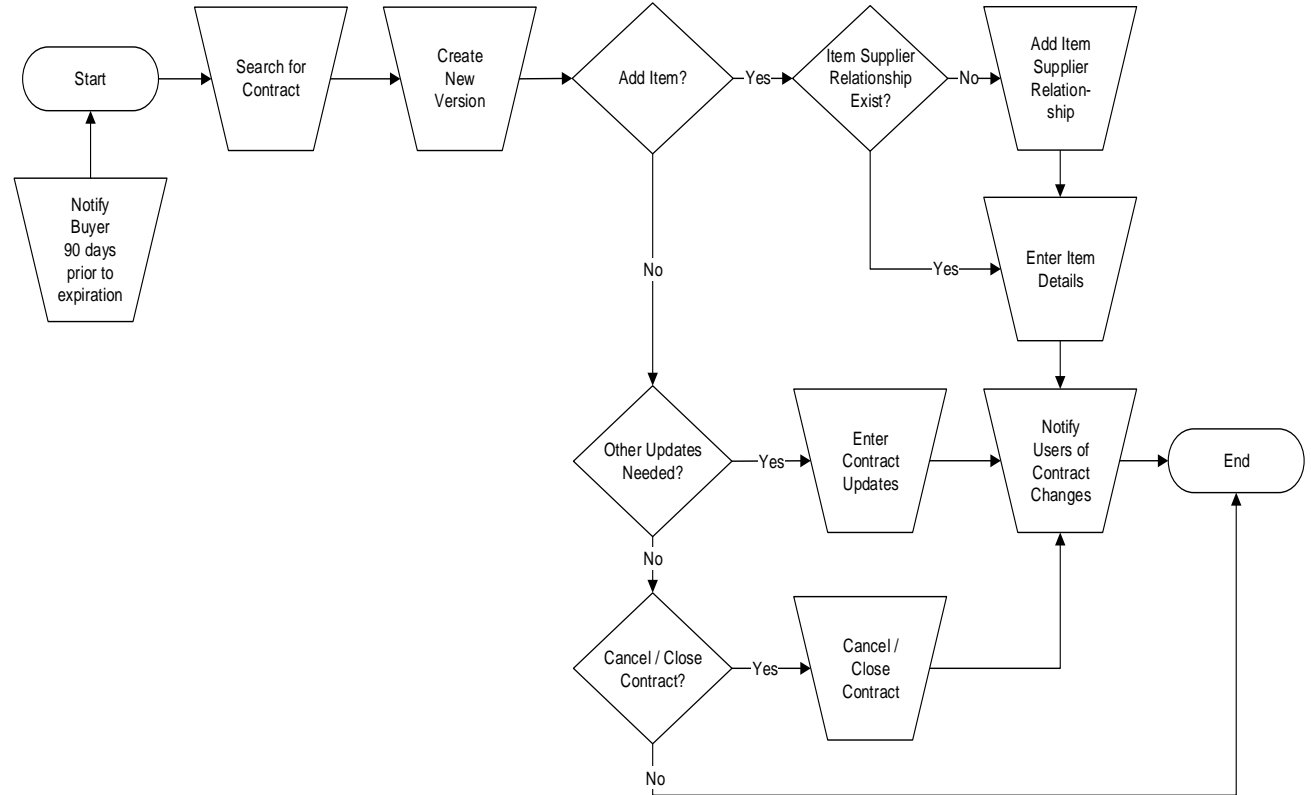 Start
Search for
Contract
Create
New
Version
Add Item?
Yes
Item Supplier
Relationship
Exist?
No
Add Item
Supplier
Relation-
ship
Notify
Buyer
90 days
prior to
expiration
No
Yes
Enter Item
Details
Other Updates
Needed?
Yes
Enter
Contract
Updates
Notify
Users of
Contract
Changes
End
No
Cancel / Close
Contract?
Yes
Cancel /
Close
Contract
No